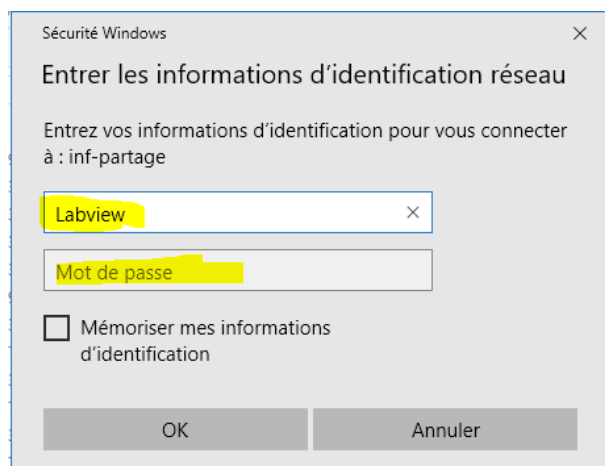 Sécurité Windows
Entrer les informations d'identification réseau
Entrez vos informations d'identification pour vous connecter
à : inf-partage
Labview
Mot de passe
Mémoriser mes informations
d'identification
OK
Annuler